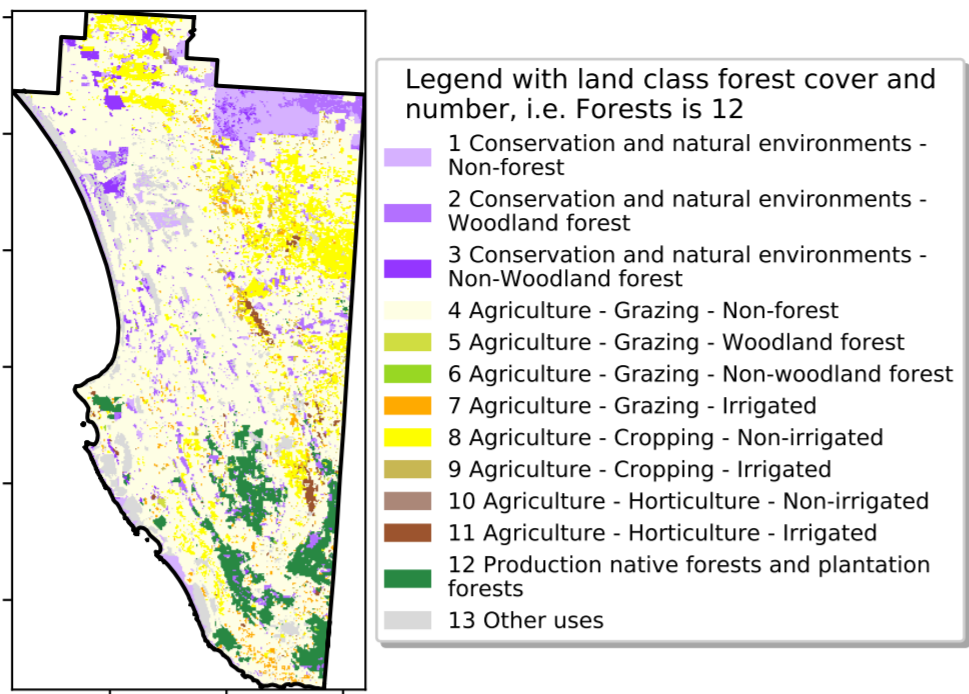 Legend with land class forest cover and
number, i.e. Forests is 12
1 Conservation and natural environments -
Non-forest
2 Conservation and natural environments -
Woodland forest
3 Conservation and natural environments -
Non-Woodland forest
4 Agriculture - Grazing - Non-forest
5 Agriculture - Grazing - Woodland forest
6 Agriculture - Grazing - Non-woodland forest
7 Agriculture - Grazing - Irrigated
8 Agriculture - Cropping - Non-irrigated
9 Agriculture - Cropping - Irrigated
10 Agriculture - Horticulture - Non-irrigated
11 Agriculture - Horticulture - Irrigated
12 Production native forests and plantation
forests
13 Other uses